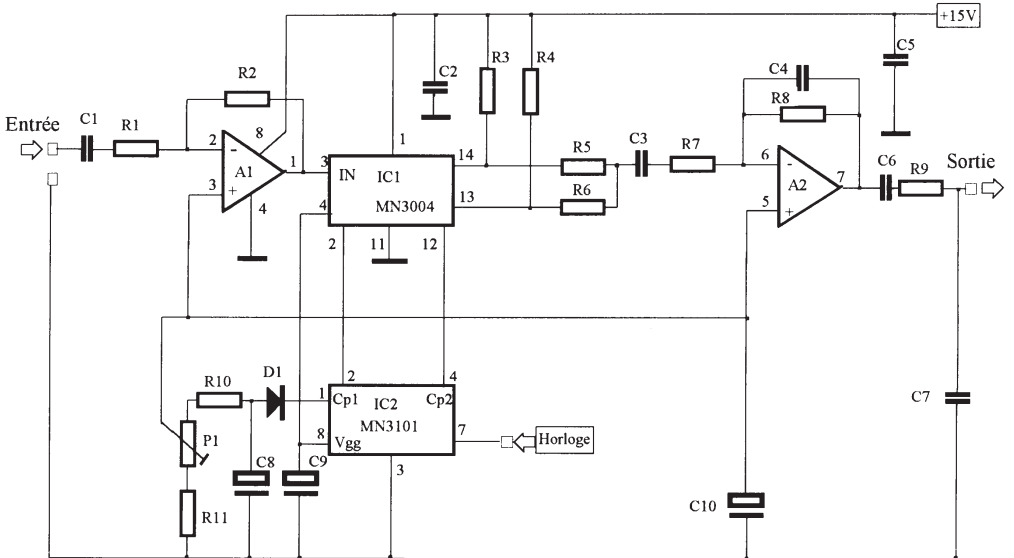 +15V
R3
R4
C5
C2
C4
R2
R8
Entrée
C1
R1
2
-
8
A1
1
3
+
4
1
3
IN
IC1
MN3004
14
13
4
2
11
12
R5
R6
C3
R7
6
-
A2
7
5
+
C6
R9
Sortie
D1
R10
2
4
1
Cp1
IC2
Cp2
MN3101
7
Horloge
8
Vgg
3
P1
C8
C9
R11
C10
C7